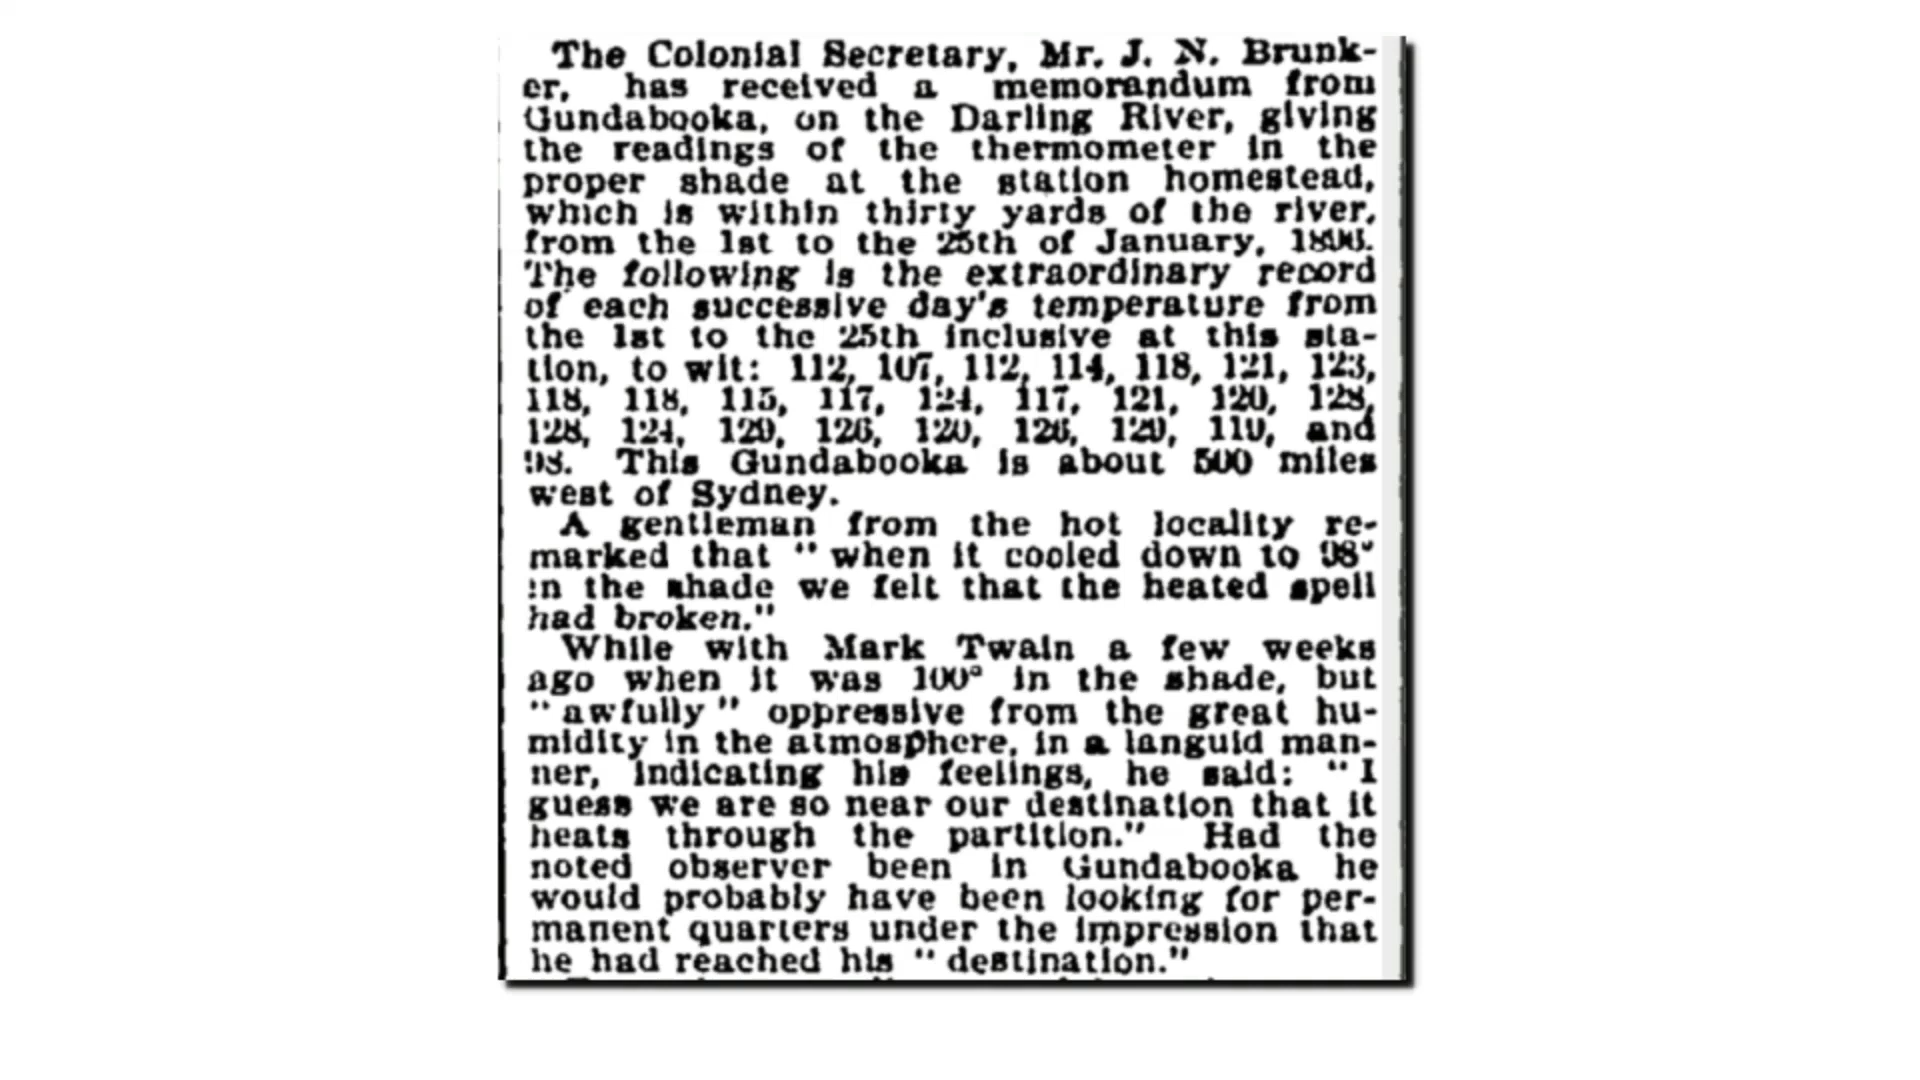 The Colonial Secretary, Mr. J. N. Brunk-
er, has received a memorandum from
Gundabooka, on the Darling River, giving
the readings of the thermometer in the
proper shade at the station homestead,
which is within thirty yards of the river,
from the 1st to the 25th of January, 1896.
The following is the extraordinary record
of each successive day's temperature from
the 1st to the 25th inclusive at this sta-
tion, to wit: 112, 107, 112, 114, 118, 121, 123,
118, 118, 115, 117, 124, 117, 121, 120, 128,
128, 124, 126, and
98. This Gundabooka is about 500 miles
west of Sydney.
A gentleman from the hot locality re-
marked that "when it cooled down to 98°
in the shade we felt that the heated spell
had broken."
While with Mark Twain a few weeks
ago when it was 100° in the shade, but
"awfully" oppressive from the great hu-
midity in the atmosphere, in a languid man-
ner, indicating his feelings, he said: "I
guess we are so near our destination that it
heats through the partition." Had the
noted observer been in Gundabooka he
would probably have been looking for per-
manent quarters under the impression that
he had reached his "destination."